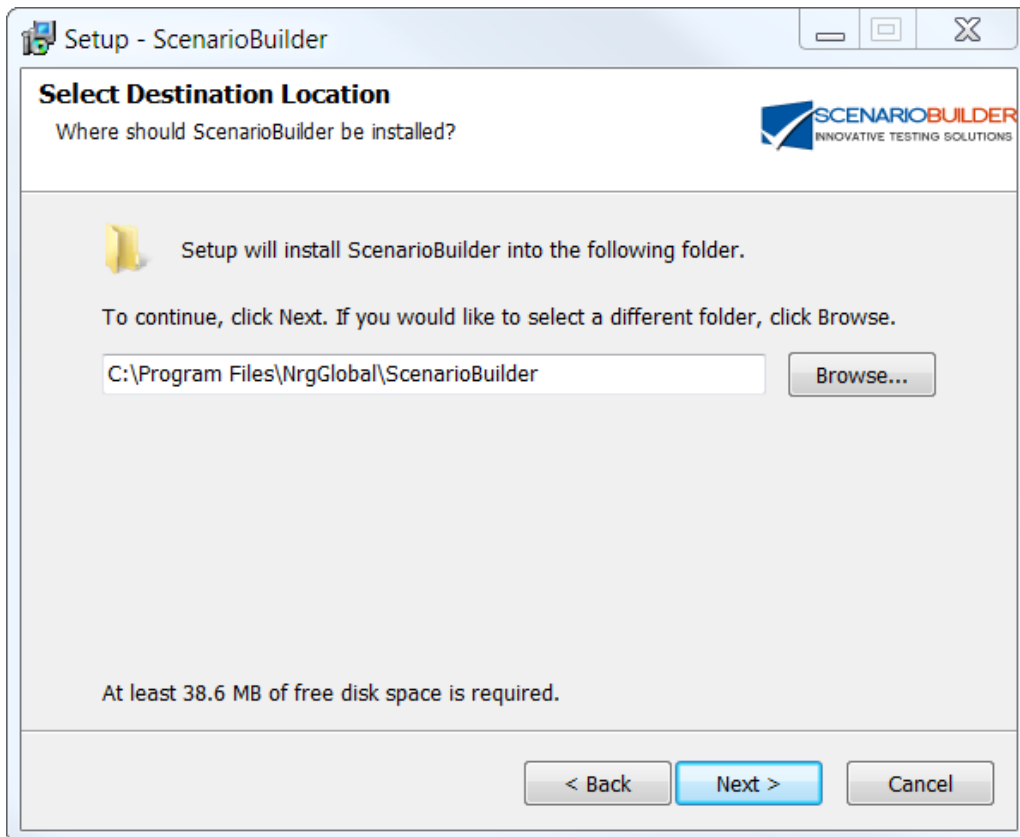 Setup - ScenarioBuilder
Select Destination Location
Where should ScenarioBuilder be installed?
SCENARIOBUILDER
INNOVATIVE TESTING SOLUTIONS
Setup will install ScenarioBuilder into the following folder.
To continue, click Next. If you would like to select a different folder, click Browse.
C:\Program Files\NrgGlobal\ScenarioBuilder
Browse...
At least 38.6 MB of free disk space is required.
< Back
Next >
Cancel